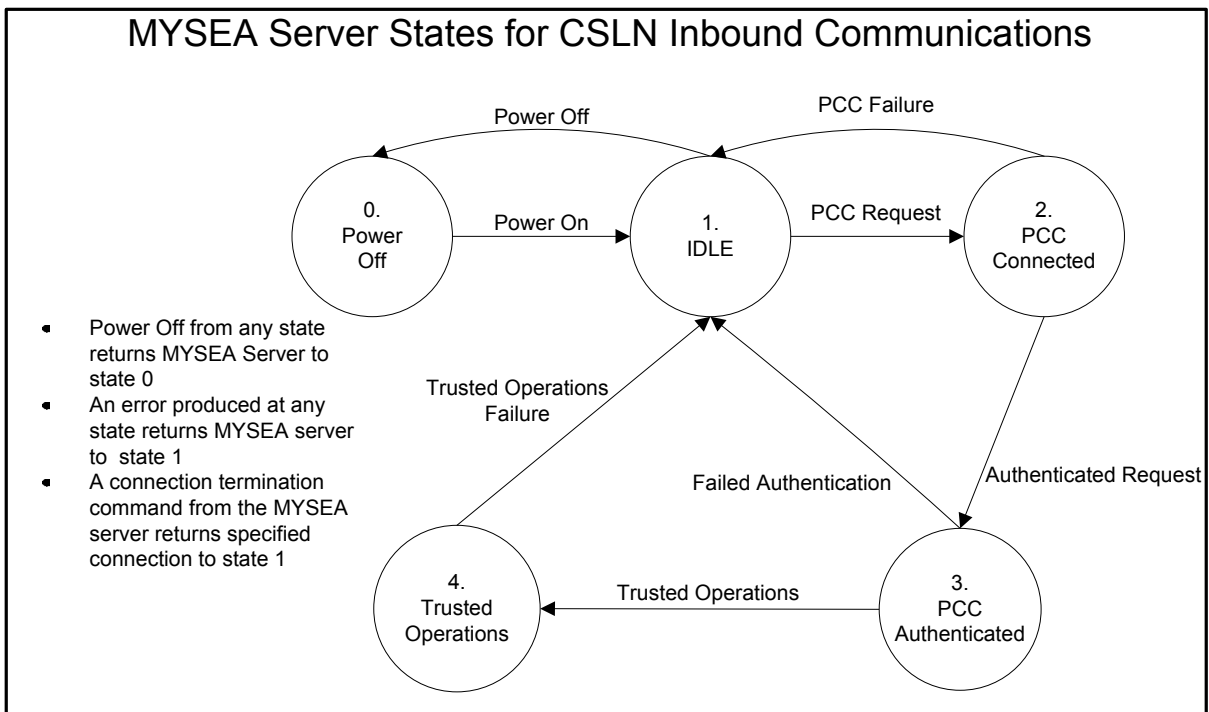 MYSEA Server States for CSLN Inbound Communications
Power Off
PCC Failure
0.
Power
Off
Power On
1.
IDLE
PCC Request
2.
PCC
Connected
• Power Off from any state
returns MYSEA Server to
state 0
• An error produced at any
state returns MYSEA server
to state 1
• A connection termination
command from the MYSEA
server returns specified
connection to state 1
Trusted Operations
Failure
Failed Authentication
Authenticated Request
4.
Trusted
Operations
Trusted Operations
3.
PCC
Authenticated